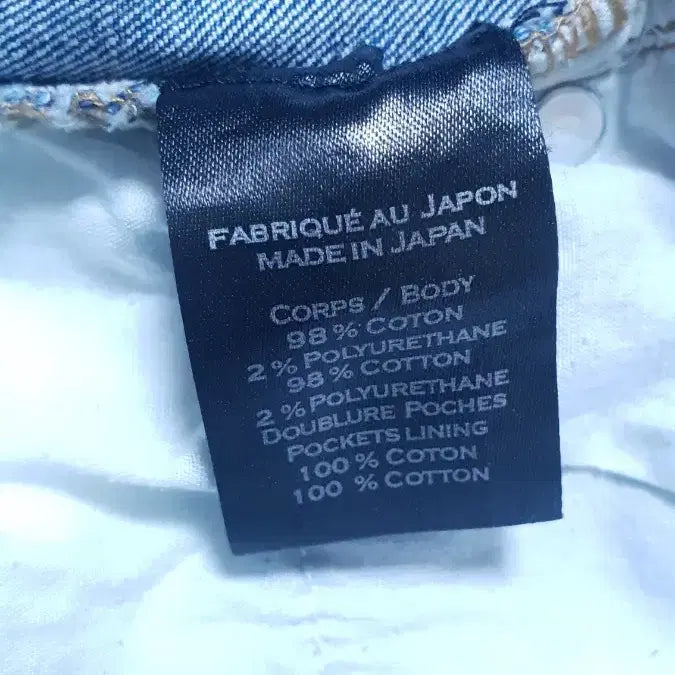 FABRIQUÉ AU JAPON
MADE IN JAPAN
CORPS / BODY
98 % COTON
2 % POLYURETHANE
98 % COTTON
2 % POLYURETHANE
DOUBLURE POCHES
POCKETS LINING
100 % COTON
100 % COTTON